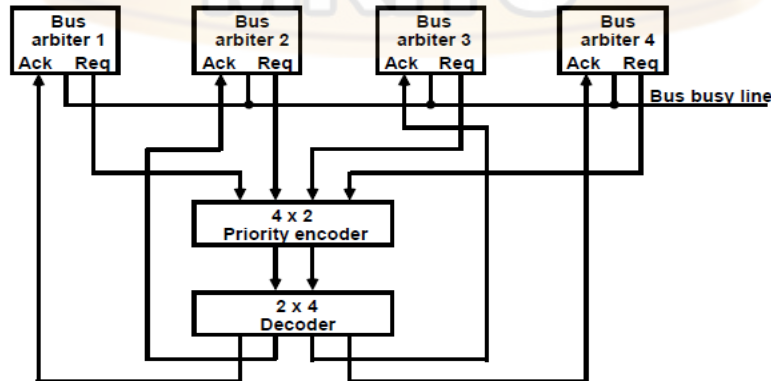 Bus arbiter 1
Ack Req
Bus arbiter 2
Ack Req
Bus arbiter 3
Ack Req
Bus arbiter 4
Ack Req
Bus busy line
4 x 2
Priority encoder
2 x 4
Decoder